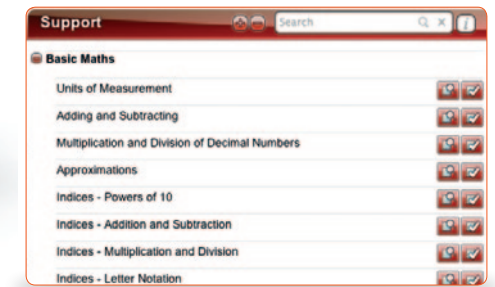 Support
Search
i
Basic Maths
Units of Measurement
Adding and Subtracting
Multiplication and Division of Decimal Numbers
Approximations
Indices - Powers of 10
Indices - Addition and Subtraction
Indices - Multiplication and Division
Indices - Letter Notation